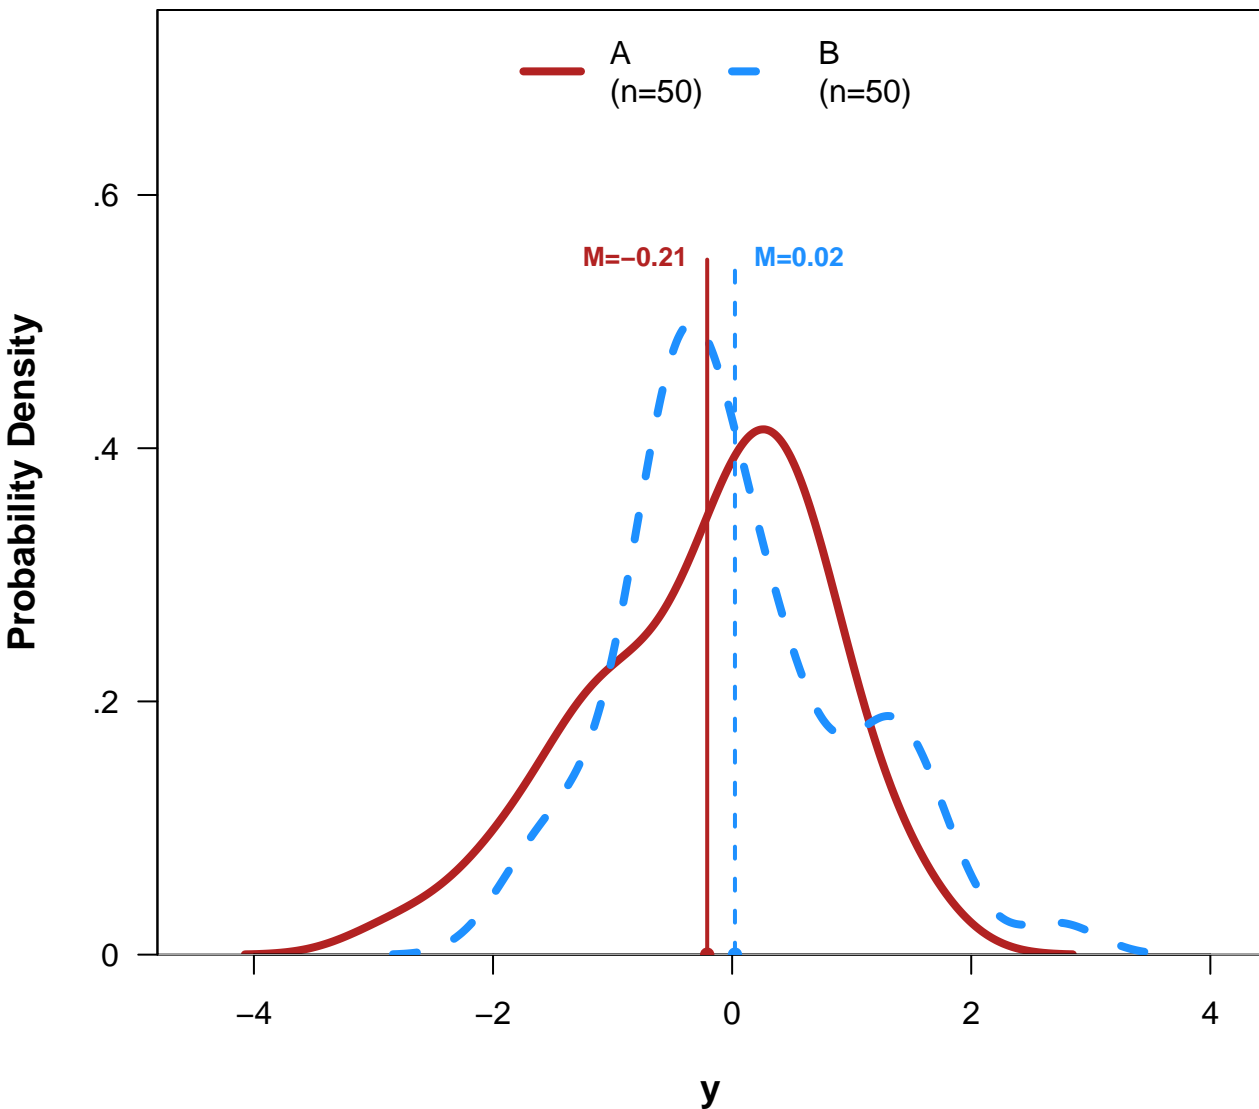 A
(n=50)
B
(n=50)
.6
M=−0.21
M=0.02
Probability Density
.4
.2
0
−4
−2
0
2
4
y